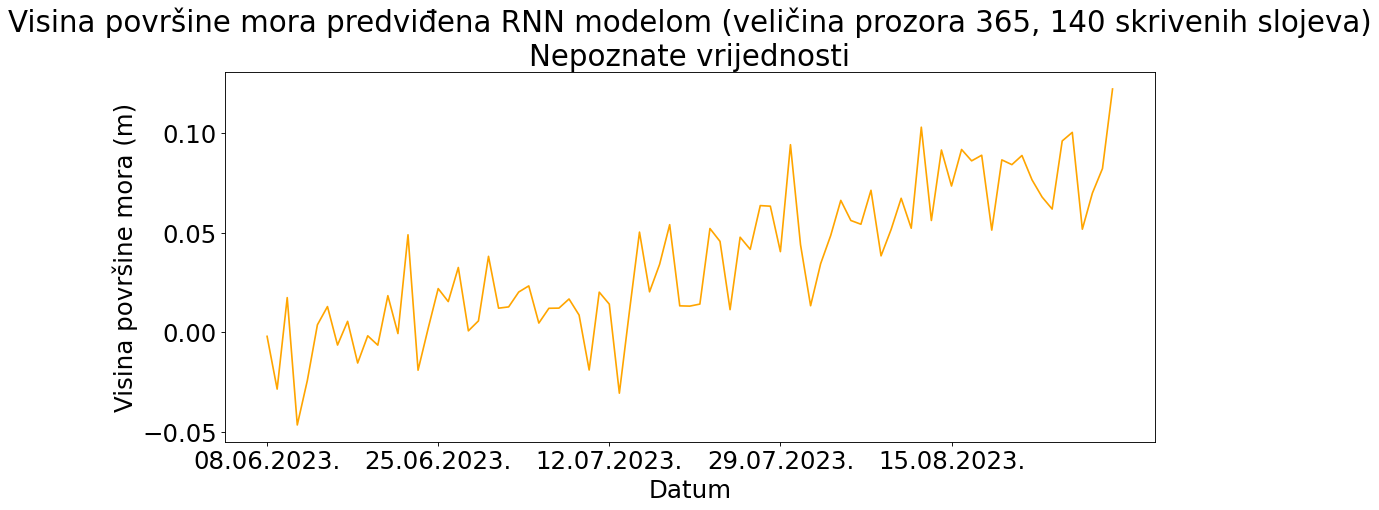 Visina površine mora predviđena RNN modelom (veličina prozora 365, 140 skrivenih slojeva)
Nepoznate vrijednosti
Visina površine mora (m)
0.10
0.05
0.00
−0.05
08.06.2023. 25.06.2023. 12.07.2023. 29.07.2023. 15.08.2023.
Datum